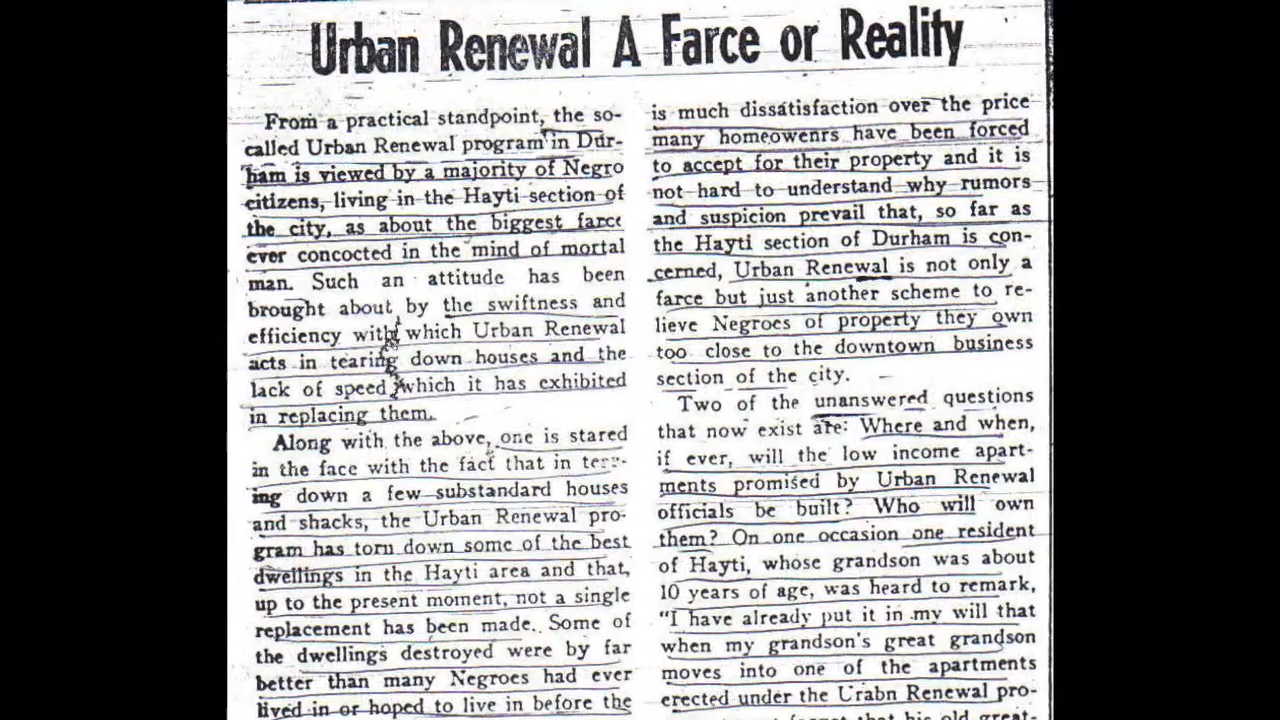 Urban Renewal A Farce or Reality
From a practical standpoint, the so-
called Urban Renewal program in Dur-
ham is viewed by a majority of Negro
citizens, living in the Hayti section of
the city, as about the biggest farce
ever concocted in the mind of mortal
man. Such an attitude has been
brought about by the swiftness and
efficiency with which Urban Renewal
acts in tearing down houses and the
lack of speed which it has exhibited
in replacing them.
Along with the above, one is stared
in the face with the fact that in tear-
ing down a few substandard houses
and shacks, the Urban Renewal pro-
gram has torn down some of the best
dwellings in the Hayti area and that,
up to the present moment, not a single
replacement has been made. Some of
the dwellings destroyed were by far
better than many Negroes had ever
lived in or hoped to live in before the
is much dissatisfaction over the price
many homeowenrs have been forced
to accept for their property and it is
not hard to understand why rumors
and suspicion prevail that, so far as
the Hayti section of Durham is con-
cerned, Urban Renewal is not only a
farce but just another scheme to re-
lieve Negroes of property they own
too close to the downtown business
section of the city.
Two of the unanswered questions
that now exist are: Where and when,
if ever, will the low income apart-
ments promised by Urban Renewal
officials be built? Who will own
them? On one occasion one resident
of Hayti, whose grandson was about
10 years of age, was heard to remark,
"I have already put it in my will that
when my grandson's great grandson
moves into one of the apartments
erected under the Urabn Renewal pro-
forget that his old great-